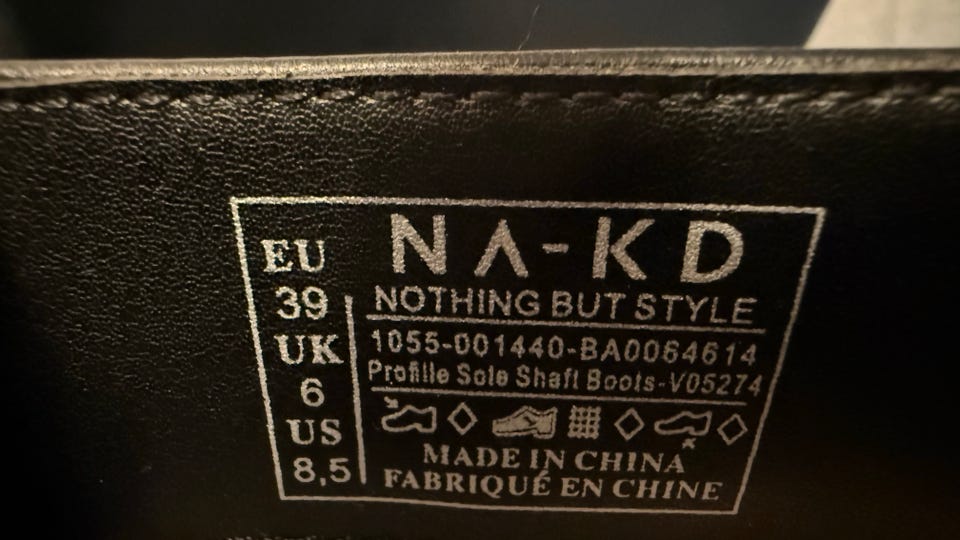 EU
39
UK
6
US
8,5
NA-KD
NOTHING BUT STYLE
1055-001440-BA0064614
Profille Sole Shaft Boots-V05274
MADE IN CHINA
FABRIQUÉ EN CHINE